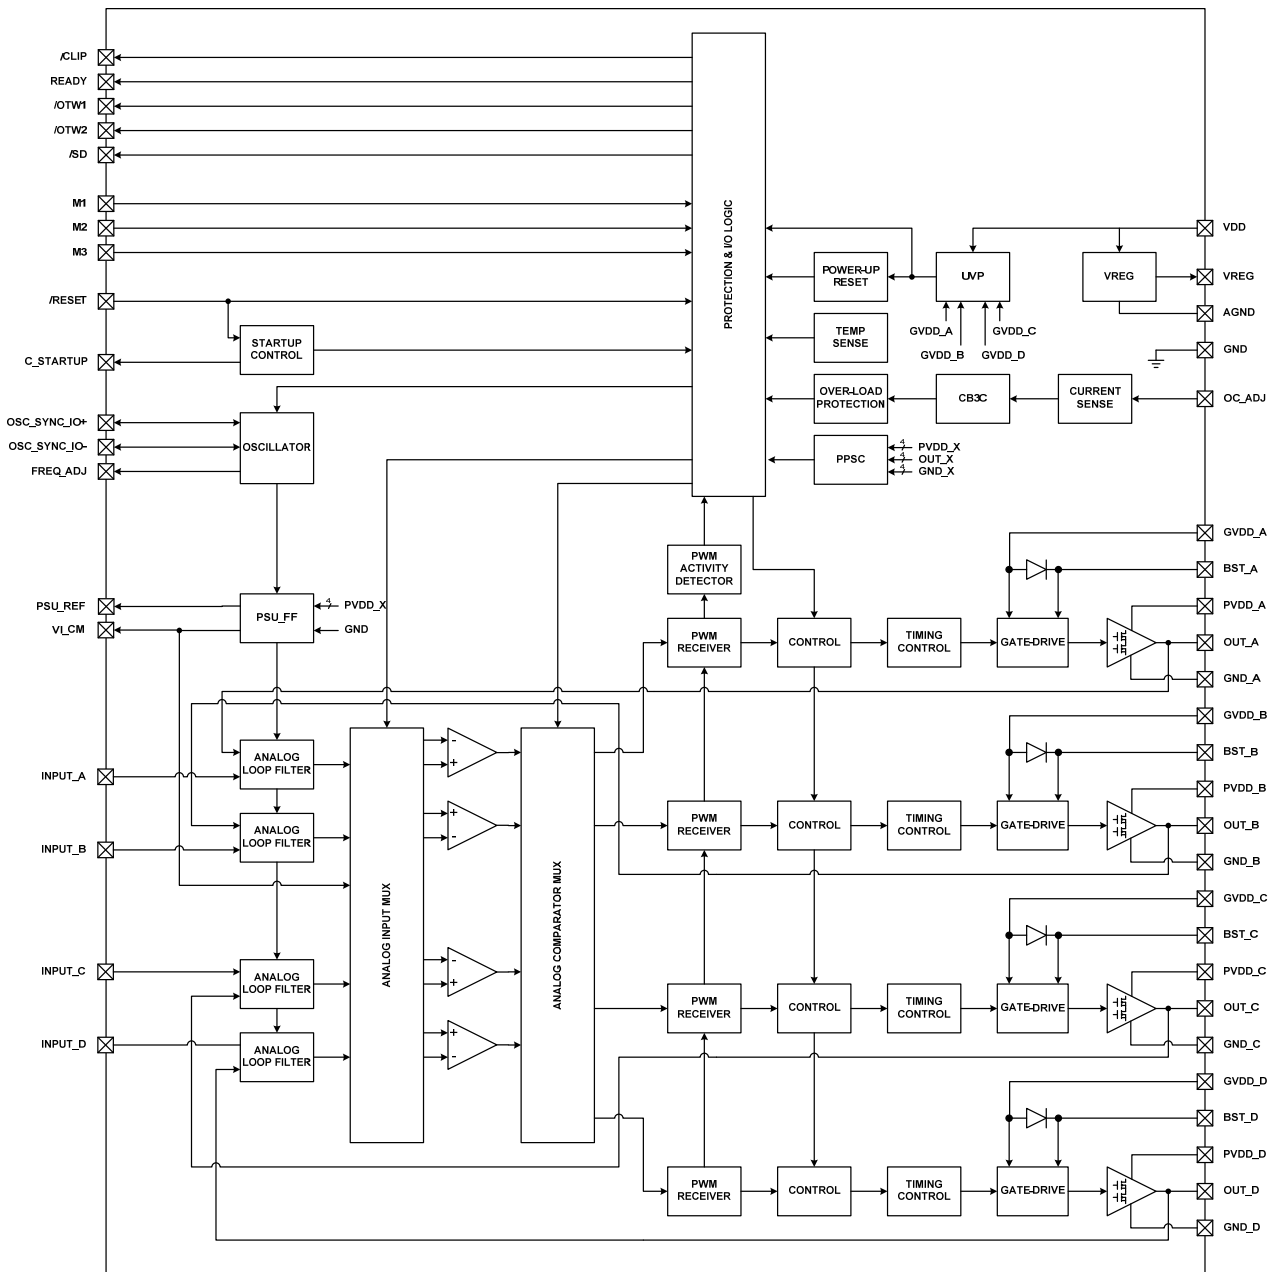 /CLIP
READY
/OTW1
/OTW2
/SD
M1
M2
M3
/RESET
C_STARTUP
OSC_SYNC_IO+
OSC_SYNC_IO-
FREQ_ADJ
PSU_REF
VI_CM
INPUT_A
INPUT_B
INPUT_C
INPUT_D
STARTUP
CONTROL
OSCILLATOR
PSU_FF
4
PVDD_X
GND
ANALOG
LOOP FILTER
ANALOG
LOOP FILTER
ANALOG
LOOP FILTER
ANALOG
LOOP FILTER
ANALOG INPUT MUX
-
+
+
-
-
+
+
-
ANALOG COMPARATOR MUX
PROTECTION & I/O LOGIC
POWER-UP
RESET
UVP
VREG
GVDD_A
GVDD_C
GVDD_B
GVDD_D
TEMP
SENSE
OVER-LOAD
PROTECTION
CB3C
CURRENT
SENSE
PPSC
4
PVDD_X
4
OUT_X
4
GND_X
PWM
ACTIVITY
DETECTOR
PWM
RECEIVER
CONTROL
TIMING
CONTROL
GATE-DRIVE
PWM
RECEIVER
CONTROL
TIMING
CONTROL
GATE-DRIVE
PWM
RECEIVER
CONTROL
TIMING
CONTROL
GATE-DRIVE
PWM
RECEIVER
CONTROL
TIMING
CONTROL
GATE-DRIVE
VDD
VREG
AGND
GND
OC_ADJ
GVDD_A
BST_A
PVDD_A
OUT_A
GND_A
GVDD_B
BST_B
PVDD_B
OUT_B
GND_B
GVDD_C
BST_C
PVDD_C
OUT_C
GND_C
GVDD_D
BST_D
PVDD_D
OUT_D
GND_D